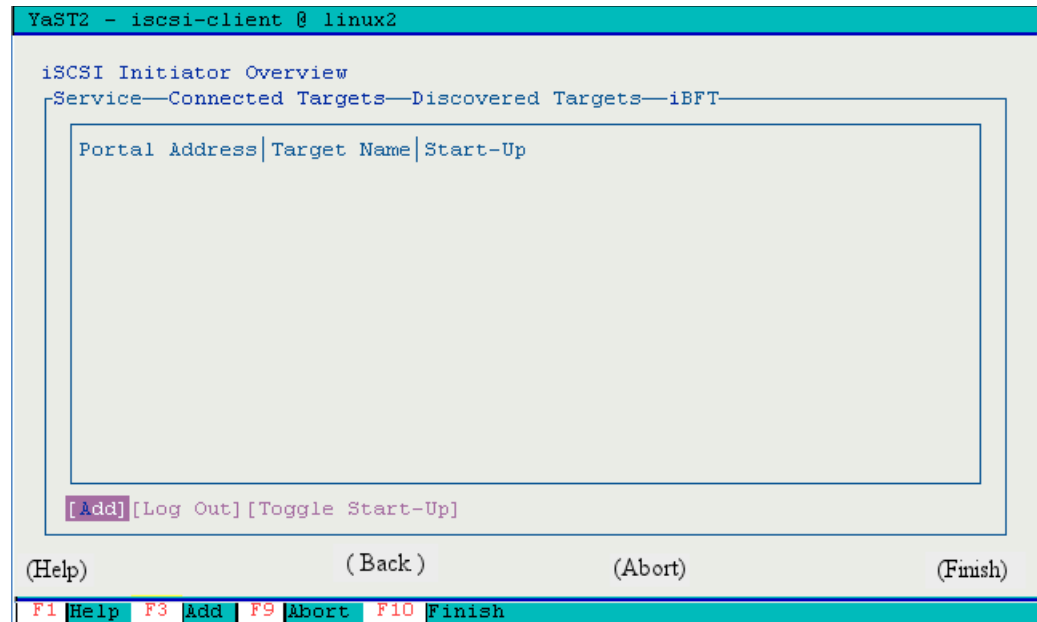 YaST2 - iscsi-client @ linux2
iSCSI Initiator Overview
Service—Connected Targets—Discovered Targets—iBFT
Portal Address|Target Name|Start-Up
[Add][Log Out][Toggle Start-Up]
(Help) (Back) (Abort) (Finish)
F1 Help F3 Add F9 Abort F10 Finish